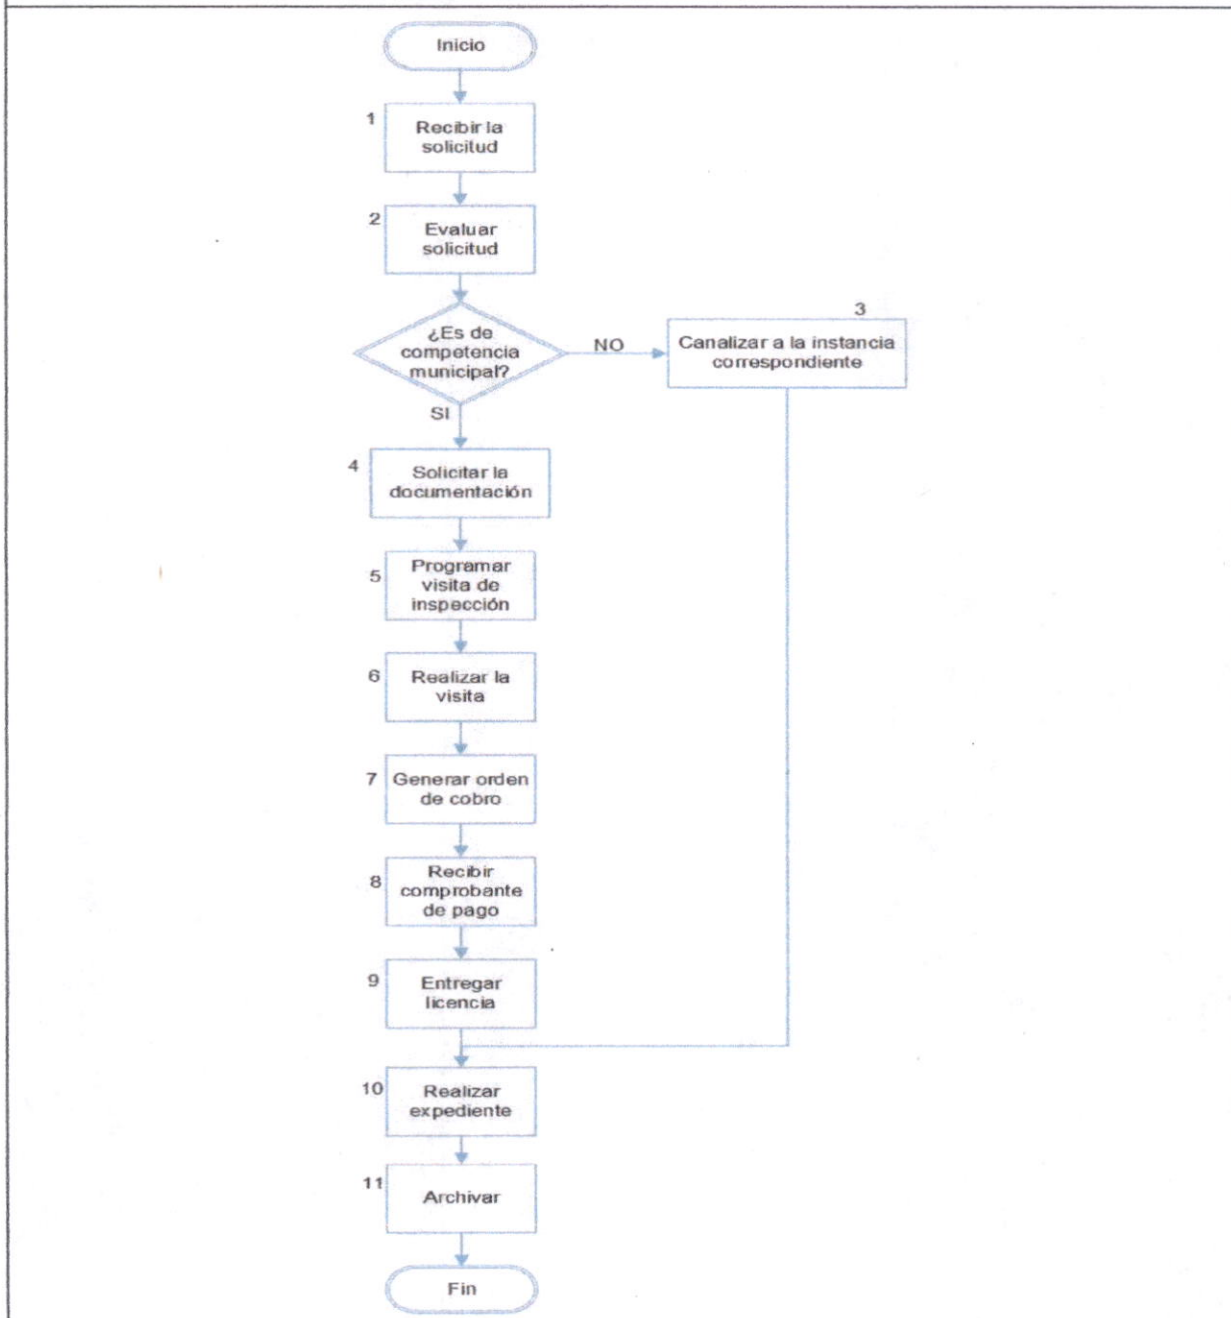 Inicio
1
Recibir la
solicitud
2
Evaluar
solicitud
¿Es de
competencia
municipal?
NO
3
Canalizar a la instancia
correspondiente
SI
4
Solicitar la
documentación
5
Programar
visita de
inspección
6
Realizar la
visita
7
Generar orden
de cobro
8
Recibir
comprobante
de pago
9
Entregar
licencia
10
Realizar
expediente
11
Archivar
Fin